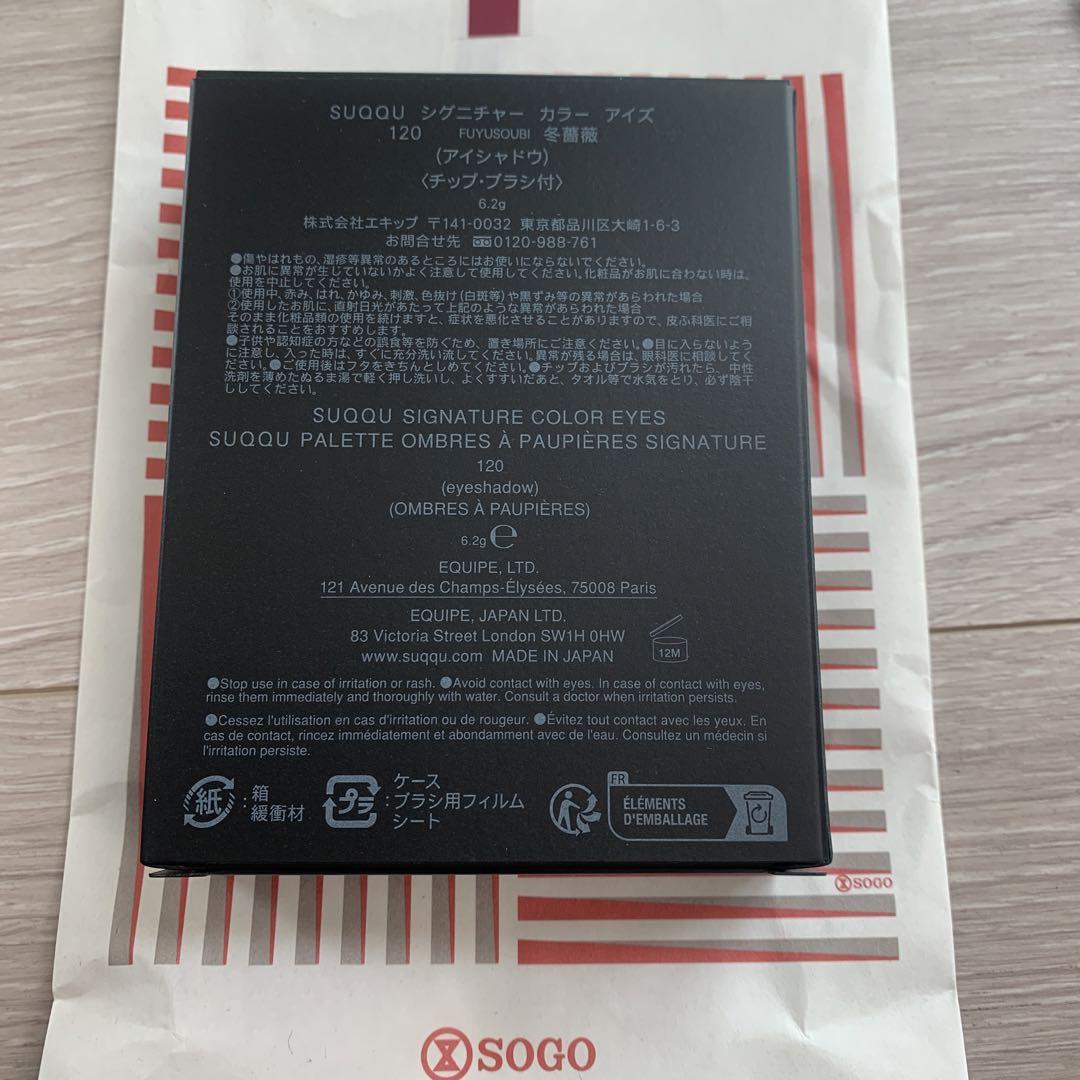 SUQQU シグニチャー カラー アイズ
120 FUYUSOUBI 冬薔薇
(アイシャドウ)
〈チップ・ブラシ付〉
6.2g
株式会社エキップ 〒141-0032 東京都品川区大崎1-6-3
お問合せ先 0120-988-761
●傷やはれもの、湿疹等異常のあるところにはお使いにならないでください。
●お肌に異常が生じていないかよく注意して使用してください。化粧品がお肌に合わない時は、
使用を中止してください。
①使用中、赤み、はれ、かゆみ、刺激、色抜け(白斑等)や黒ずみ等の異常があらわれた場合
②使用したお肌に、直射日光があたって上記のような異常があらわれた場合
そのまま化粧品類の使用を続けますと、症状を悪化させることがありますので、皮ふ科医にご相
談されることをおすすめします。
●子供や認知症の方などの誤食等を防ぐため、置き場所にご注意ください。●目に入らないよう
に注意し、入った時は、すぐに充分洗い流してください。異常が残る場合は、眼科医に相談してく
ださい。●ご使用後はフタをきちんとしめてください。●チップおよびブラシが汚れたら、中性
洗剤を薄めたぬるま湯で軽く押し洗いし、よくすすいだあと、タオル等で水気をとり、必ず陰干
ししてください。
SUQQU SIGNATURE COLOR EYES
SUQQU PALETTE OMBRES À PAUPIÈRES SIGNATURE
120
(eyeshadow)
(OMBRES À PAUPIÈRES)
6.2g ℮
EQUIPE, LTD.
121 Avenue des Champs-Élysées, 75008 Paris
EQUIPE, JAPAN LTD.
83 Victoria Street London SW1H 0HW
www.suqqu.com MADE IN JAPAN
12M
●Stop use in case of irritation or rash. ●Avoid contact with eyes. In case of contact with eyes,
rinse them immediately and thoroughly with water. Consult a doctor when irritation persists.
●Cessez l'utilisation en cas d'irritation ou de rougeur. ●Évitez tout contact avec les yeux. En
cas de contact, rincez immédiatement et abondamment avec de l'eau. Consultez un médecin si
l'irritation persiste.
紙:箱
緩衝材
プラ:ケース
ブラシ用フィルム
シート
FR
ÉLÉMENTS
D'EMBALLAGE
SOGO
SOGO